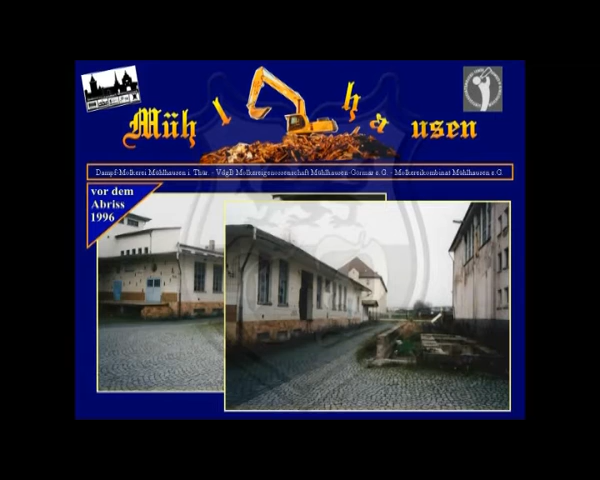 Mühlhausen
Dampf-Molkerei Mühlhausen i. Thür. - VdgB Molkereigenossenschaft Mühlhausen-Görmar e.G. - Molkereikombinat Mühlhausen e.G.
vor dem
Abriss
1996